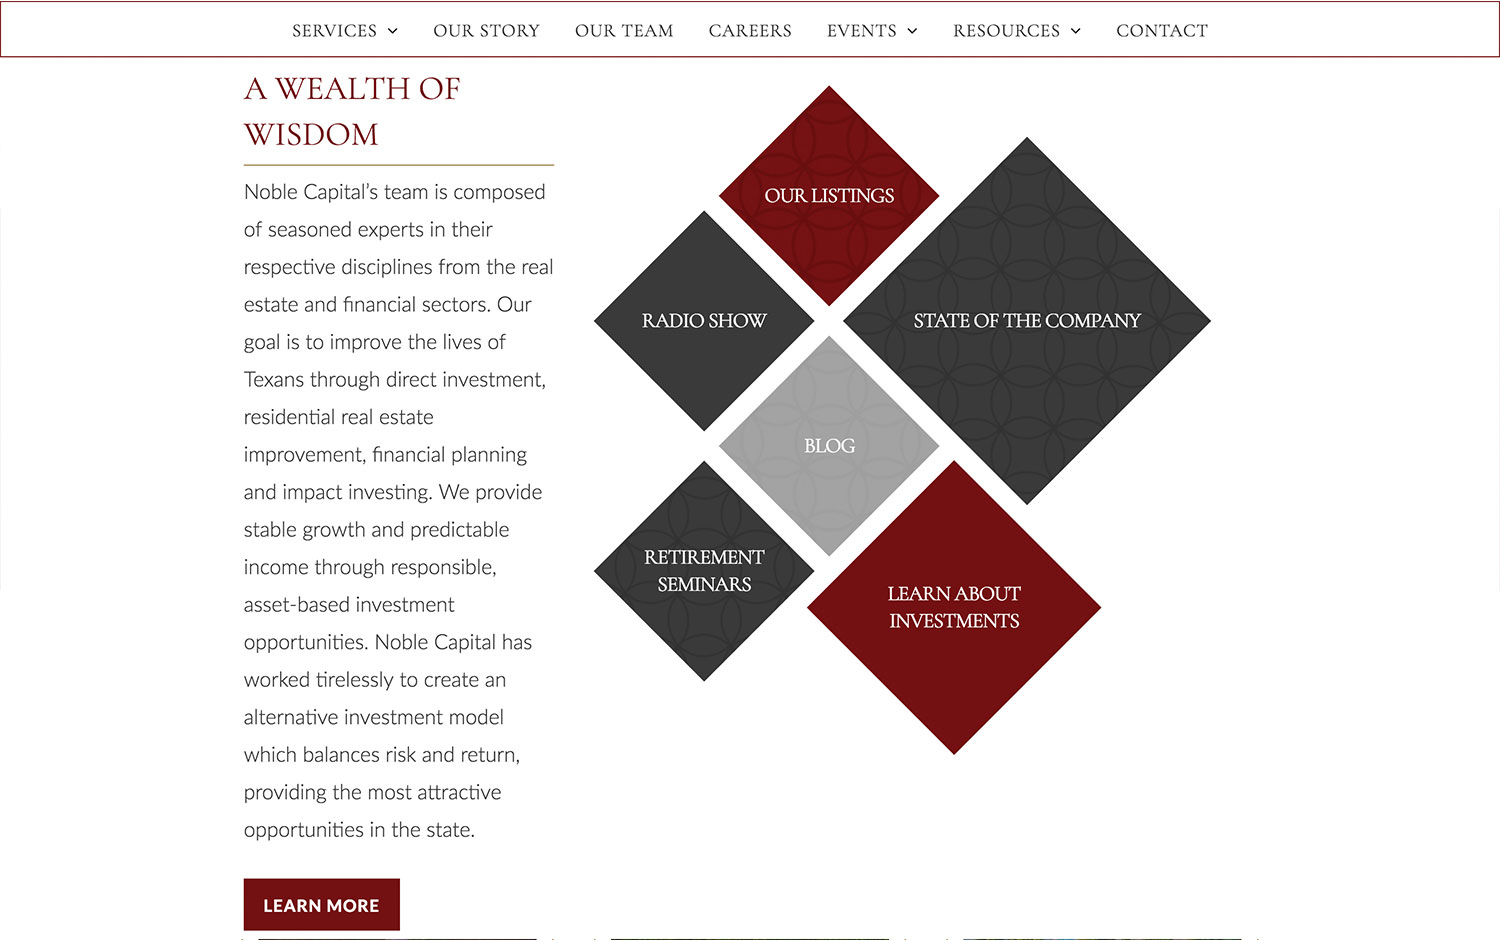 SERVICES OUR STORY OUR TEAM CAREERS EVENTS RESOURCES CONTACT
A WEALTH OF
WISDOM
Noble Capital’s team is composed
of seasoned experts in their
respective disciplines from the real
estate and financial sectors. Our
goal is to improve the lives of
Texans through direct investment,
residential real estate
improvement, financial planning
and impact investing. We provide
stable growth and predictable
income through responsible,
asset-based investment
opportunities. Noble Capital has
worked tirelessly to create an
alternative investment model
which balances risk and return,
providing the most attractive
opportunities in the state.
LEARN MORE
OUR LISTINGS
RADIO SHOW
STATE OF THE COMPANY
BLOG
RETIREMENT
SEMINARS
LEARN ABOUT
INVESTMENTS